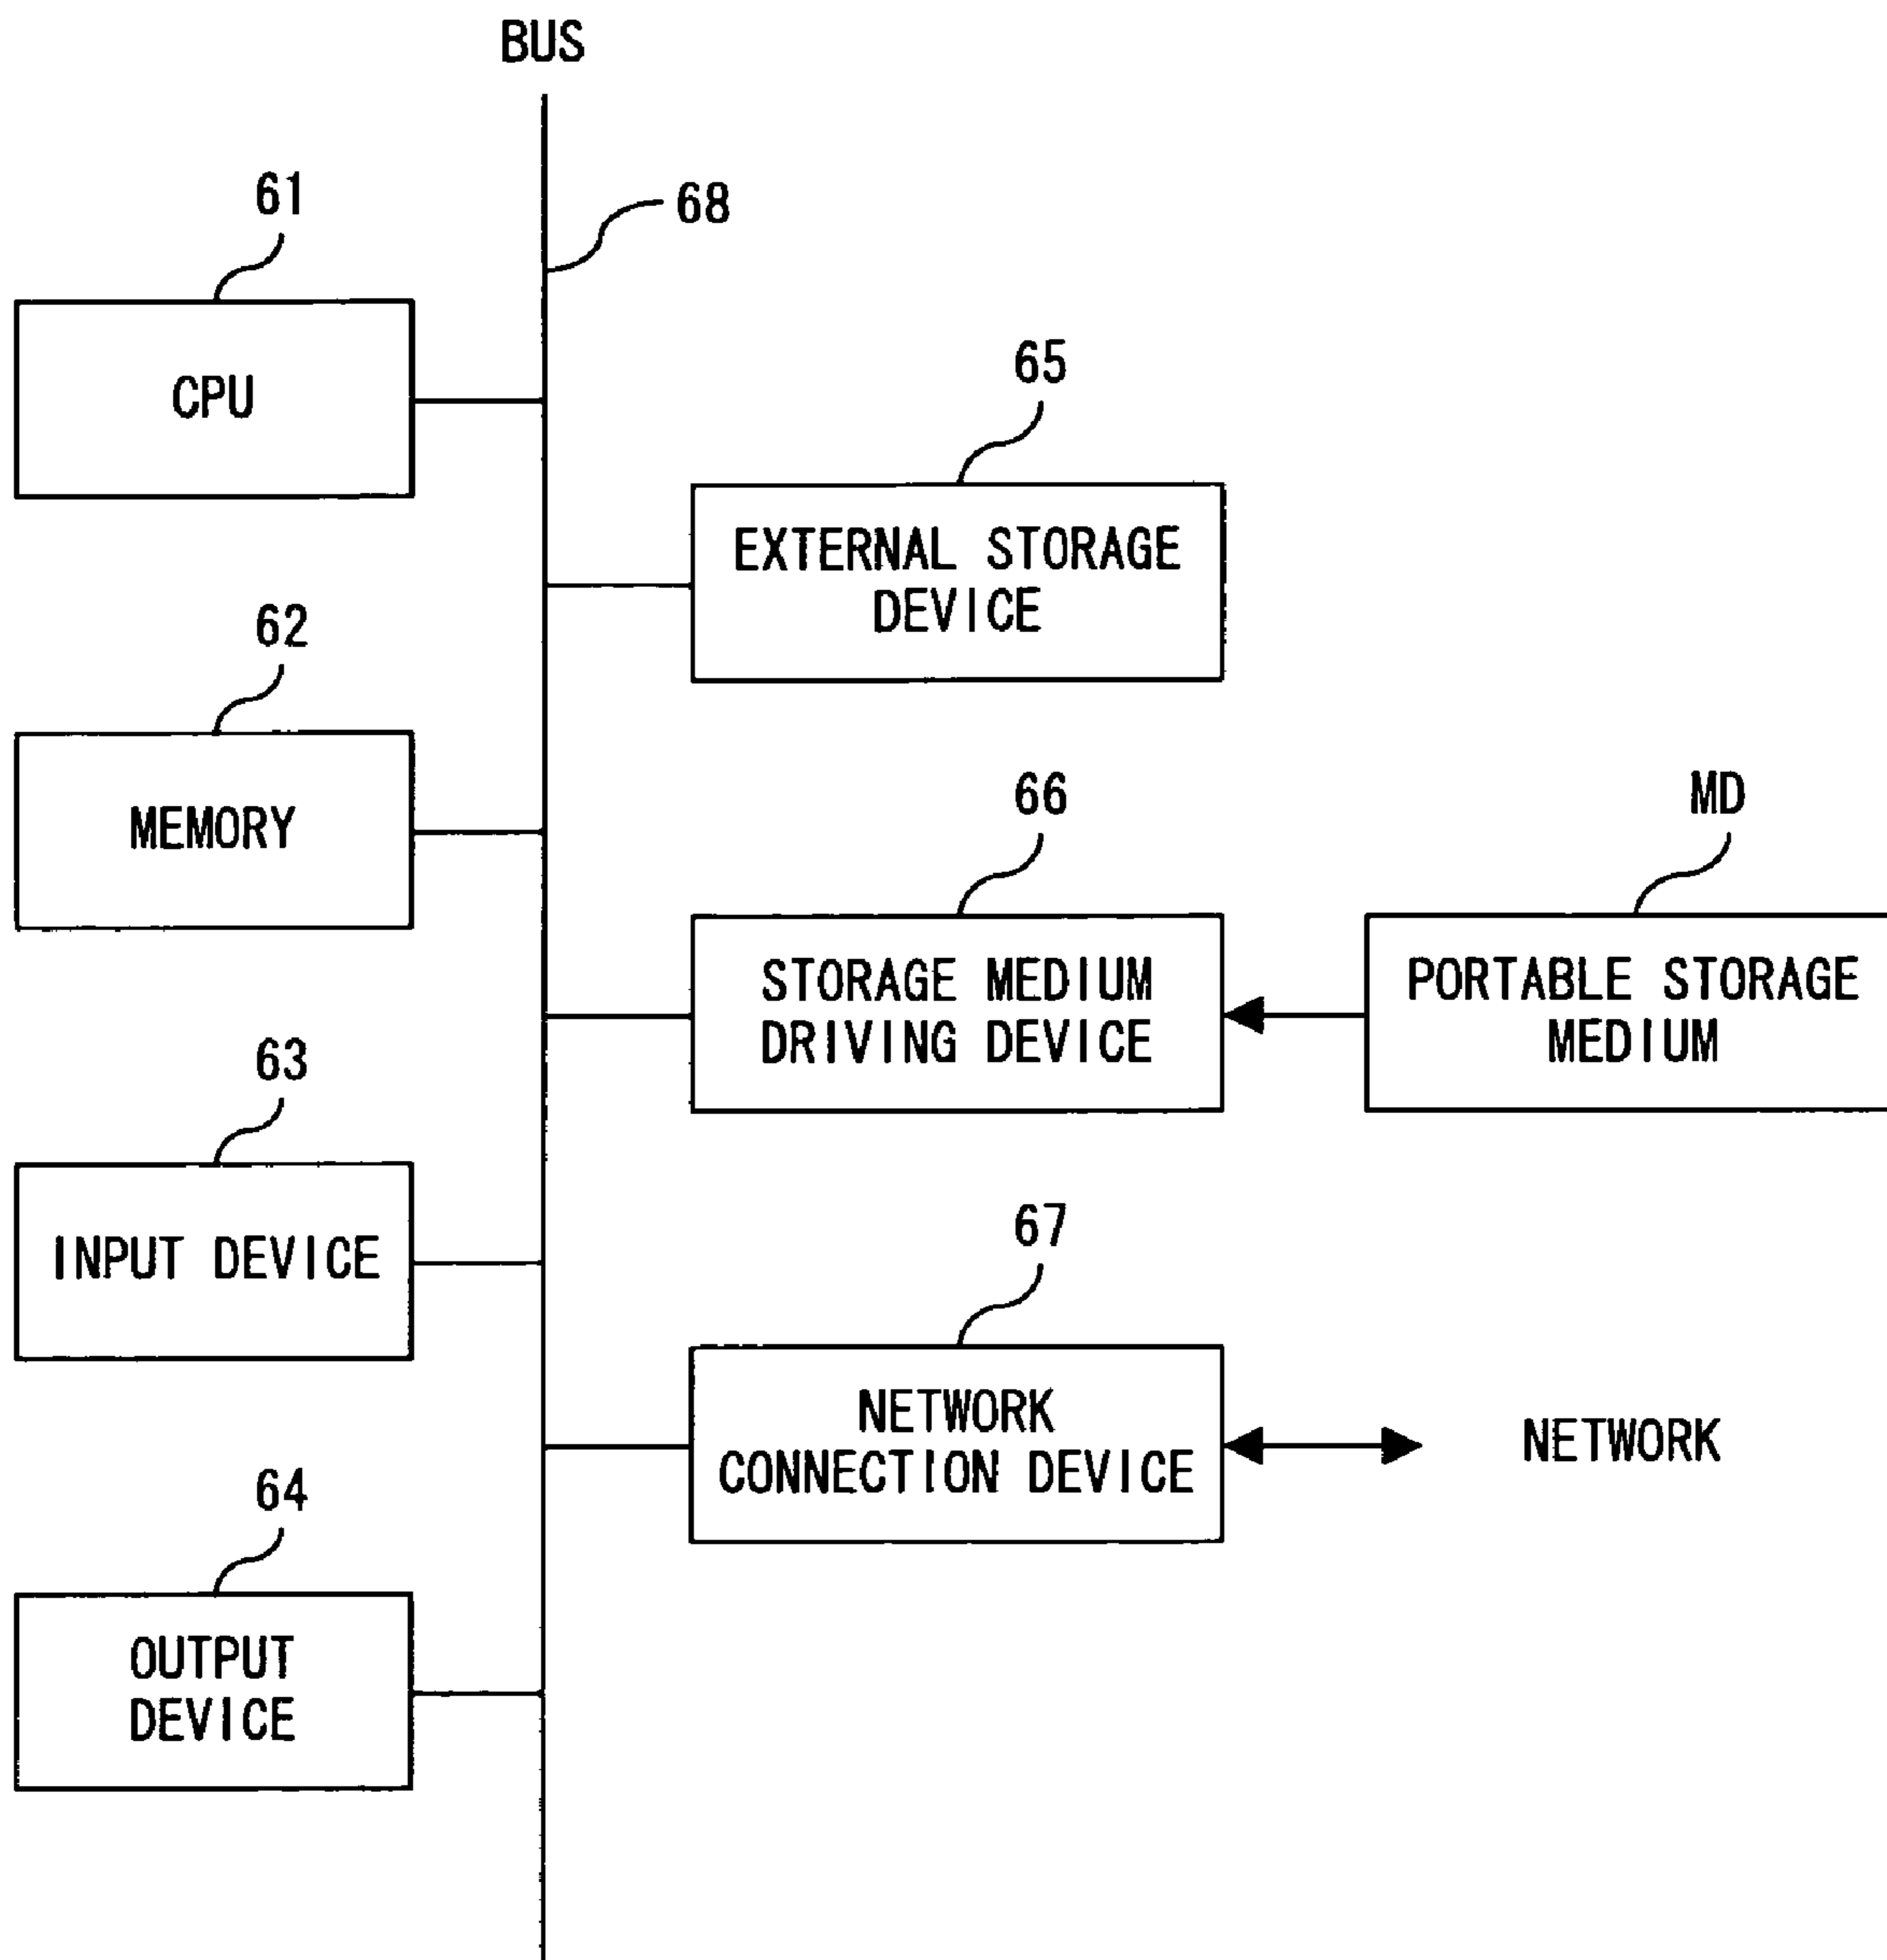 BUS
61
68
CPU
65
EXTERNAL STORAGE
DEVICE
62
MEMORY
66
MD
STORAGE MEDIUM
DRIVING DEVICE
PORTABLE STORAGE
MEDIUM
63
INPUT DEVICE
67
NETWORK
CONNECTION DEVICE
NETWORK
64
OUTPUT
DEVICE